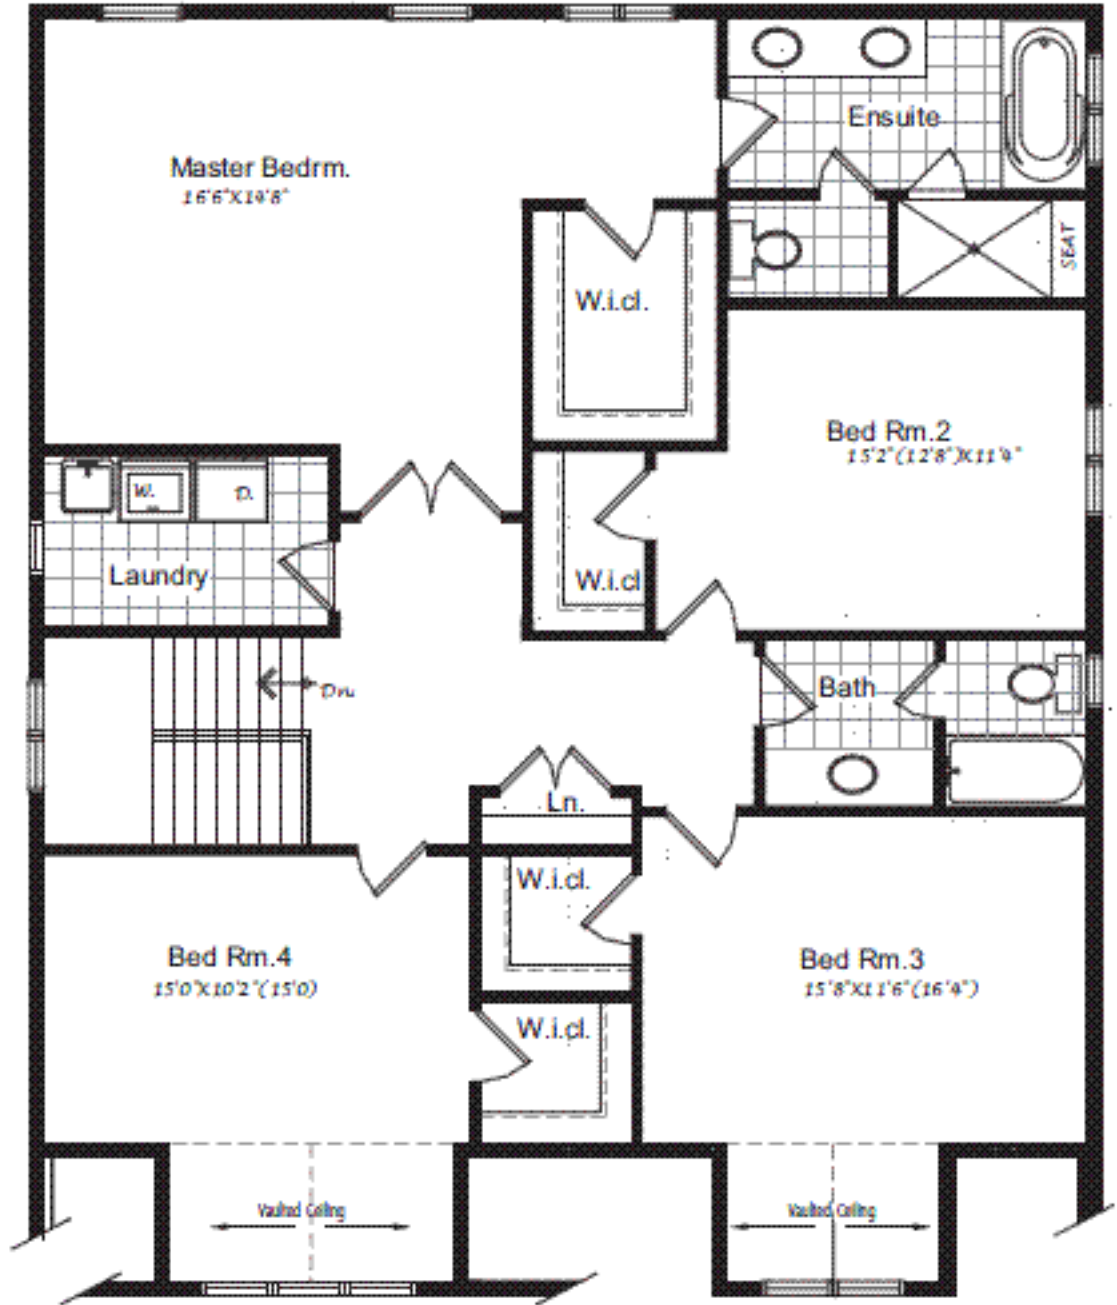 Ensuite
Master Bedrm.
16'6"X14'8"
SEAT
W.i.cl.
Bed Rm.2
15'2"(12'8")X11'4"
W.
D.
Laundry
W.i.cl
Bath
Dn
Ln.
W.i.cl.
Bed Rm.4
15'0"X10'2"(15'0)
Bed Rm.3
15'8"X11'6"(16'4")
W.i.cl.
Vaulted Ceiling
Vaulted Ceiling